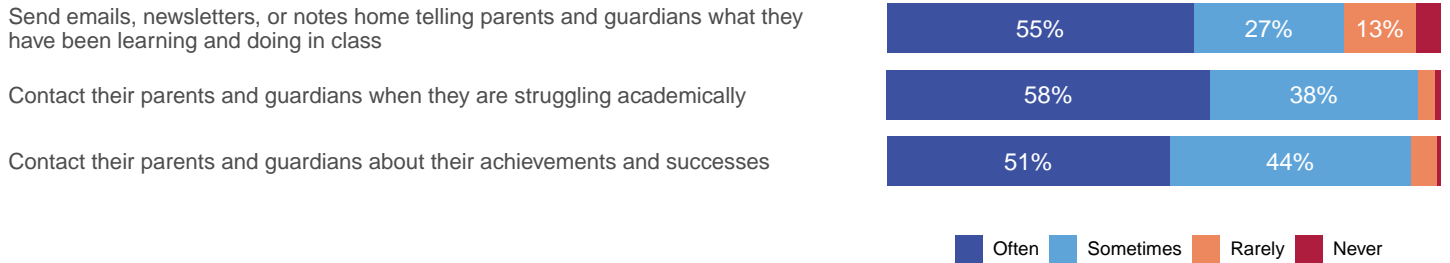 Send emails, newsletters, or notes home telling parents and guardians what they
have been learning and doing in class
55% 27% 13%
Contact their parents and guardians when they are struggling academically
58% 38%
Contact their parents and guardians about their achievements and successes
51% 44%
Often Sometimes Rarely Never